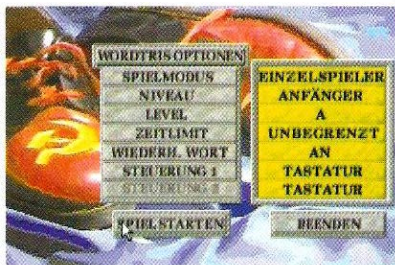 WORDTRIS OPTIONEN
SPIELMODUS EINZELSPIELER
NIVEAU ANFÄNGER
LEVEL A
ZEITLIMIT UNBEGRENZT
WIEDERH. WORT AN
STEUERUNG 1 TASTATUR
STEUERUNG 2 TASTATUR
SPIEL STARTEN BEENDEN